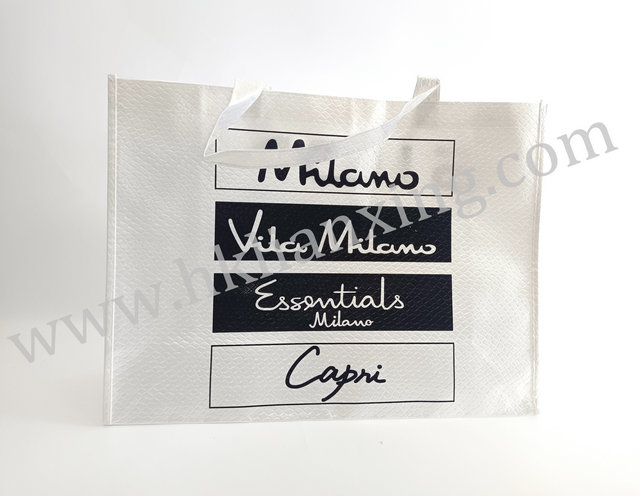 Milano
Vita Milano
Essentials
Milano
Capri
www.hkhanxing.com